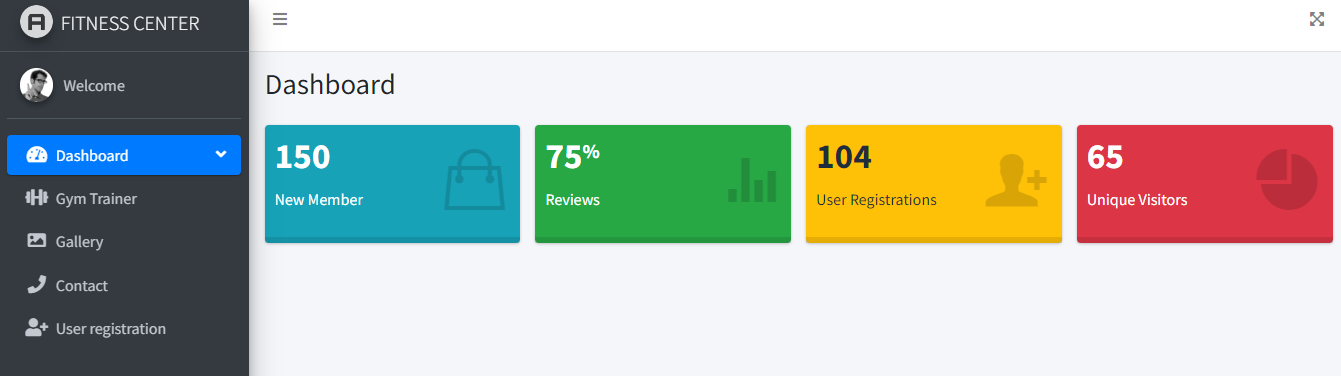 FITNESS CENTER
Welcome
Dashboard
Gym Trainer
Gallery
Contact
User registration
Dashboard
150
New Member
75%
Reviews
104
User Registrations
65
Unique Visitors